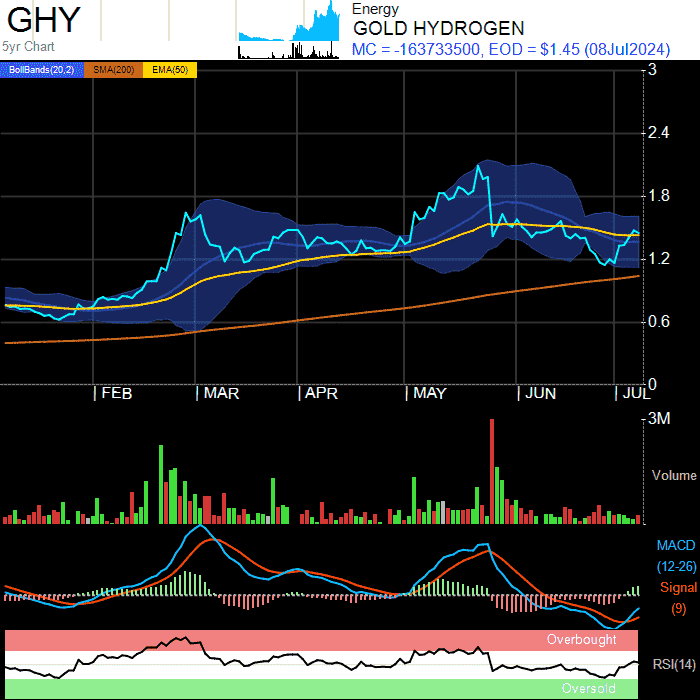 GHY
5yr Chart
Energy
GOLD HYDROGEN
MC = -163733500, EOD = $1.45 (08Jul2024)
BollBands(20,2) SMA(200) EMA(50)
3
2.4
1.8
1.2
0.6
0
| FEB | MAR | APR | MAY | JUN | JUL
3M
Volume
MACD
(12-26)
Signal
(9)
Overbought
RSI(14)
Oversold